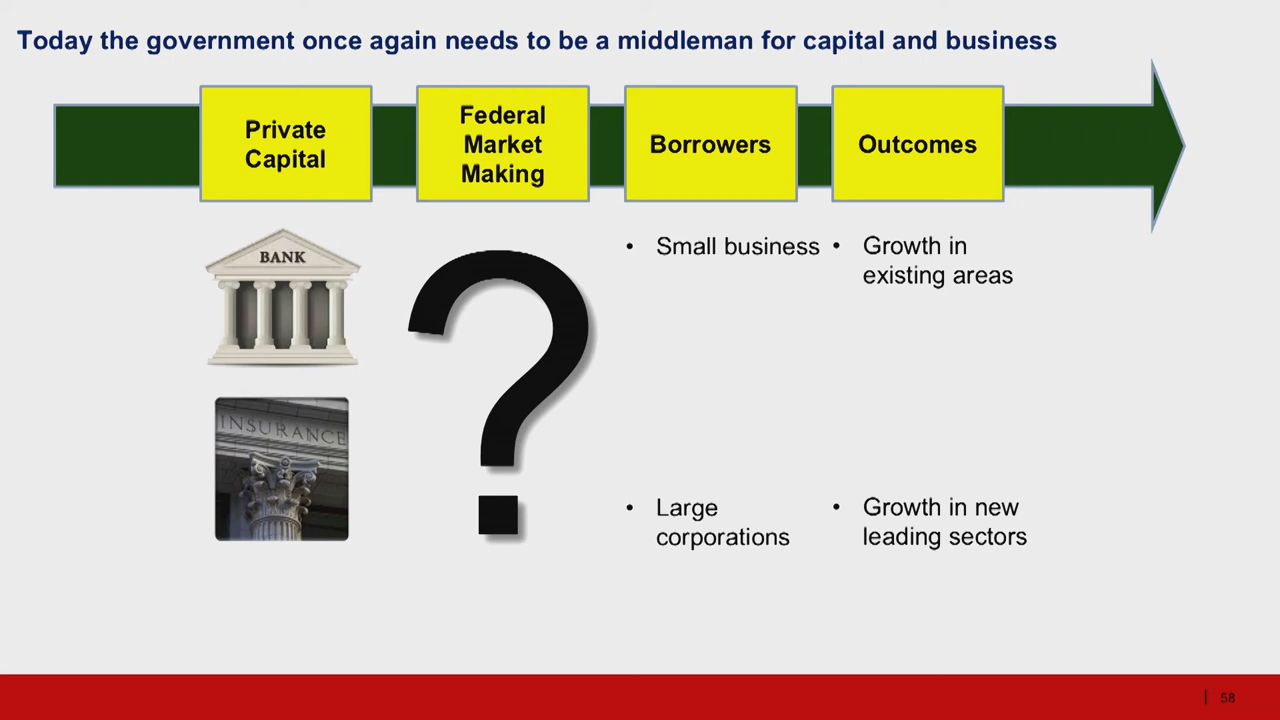 Today the government once again needs to be a middleman for capital and business
Private
Capital
Federal
Market
Making
Borrowers
Outcomes
BANK
INSURANCE
?
• Small business
• Large
corporations
• Growth in
existing areas
• Growth in new
leading sectors
| 58